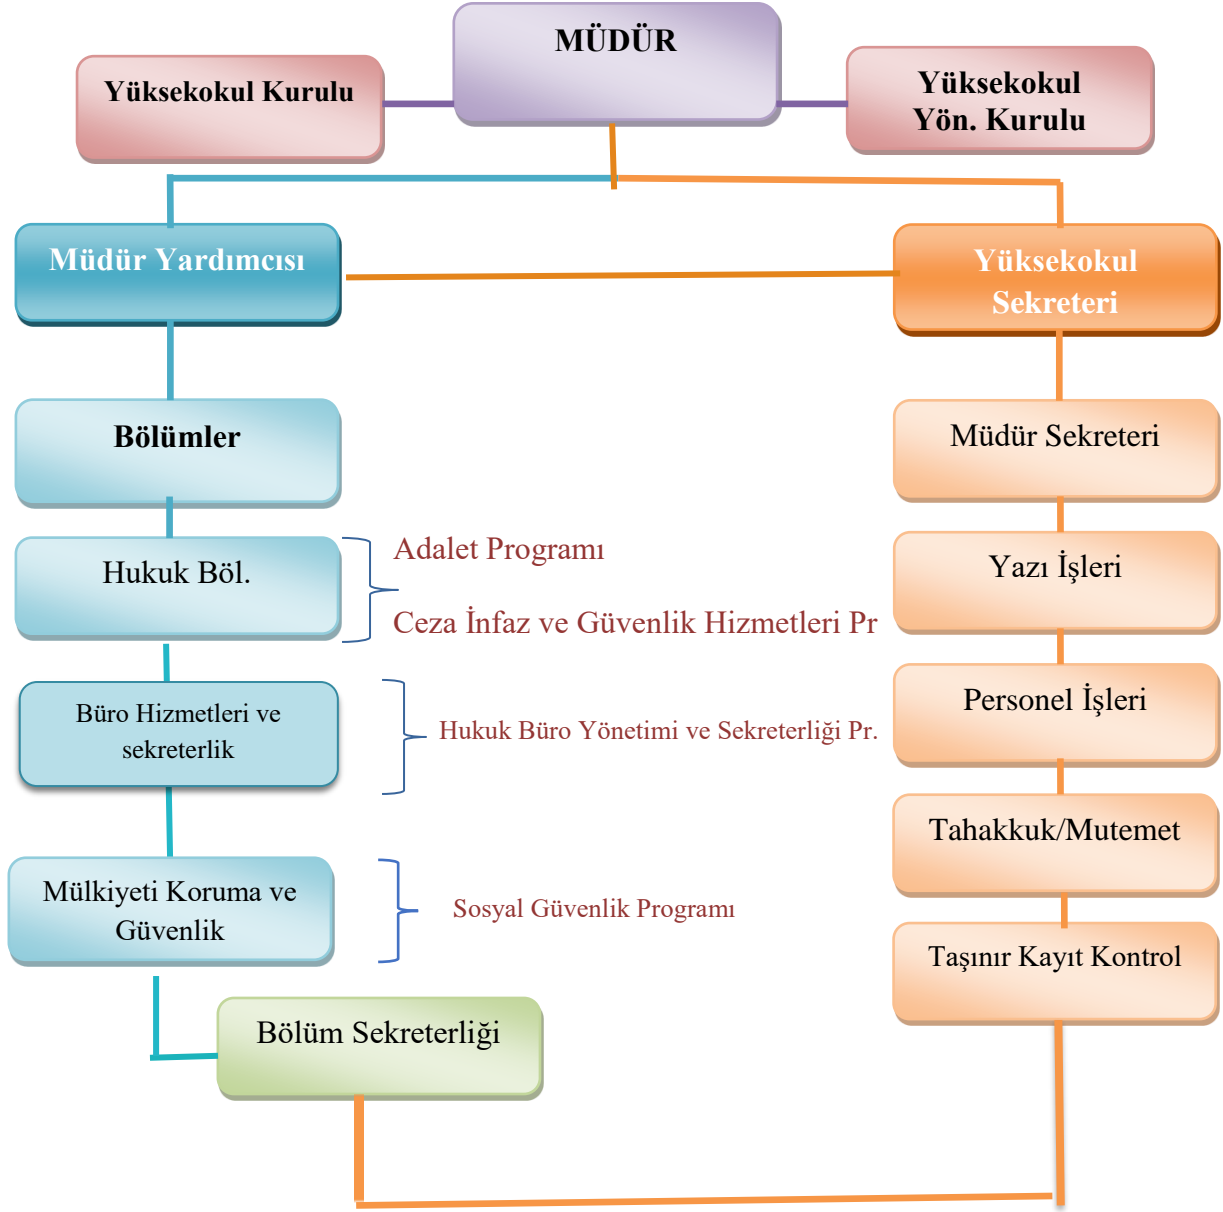 MÜDÜR
Yüksekokul Kurulu
Yüksekokul
Yön. Kurulu
Müdür Yardımcısı
Yüksekokul
Sekreteri
Bölümler
Müdür Sekreteri
Hukuk Böl.
Adalet Programı
Ceza İnfaz ve Güvenlik Hizmetleri Pr
Yazı İşleri
Büro Hizmetleri ve
sekreterlik
Hukuk Büro Yönetimi ve Sekreterliği Pr.
Personel İşleri
Tahakkuk/Mutemet
Mülkiyeti Koruma ve
Güvenlik
Sosyal Güvenlik Programı
Taşınır Kayıt Kontrol
Bölüm Sekreterliği